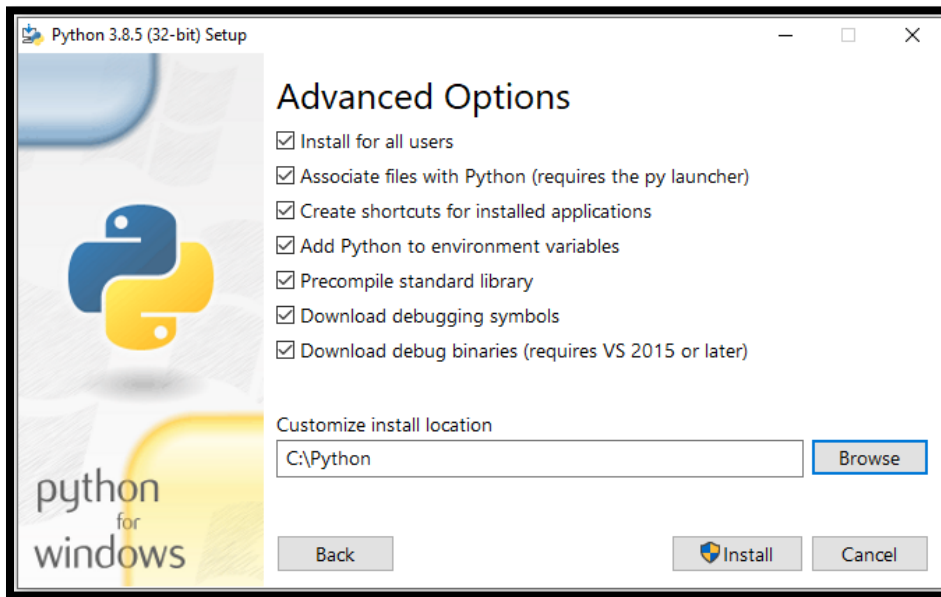 Python 3.8.5 (32-bit) Setup
Advanced Options
Install for all users
Associate files with Python (requires the py launcher)
Create shortcuts for installed applications
Add Python to environment variables
Precompile standard library
Download debugging symbols
Download debug binaries (requires VS 2015 or later)
Customize install location
C:\Python
Browse
python
for
windows
Back
Install
Cancel